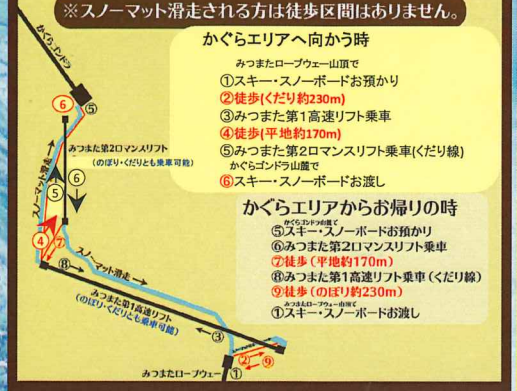 ※スノーマット滑走される方は徒歩区間はありません。
かぐらエリアへ向かう時
みつまたロープウェー山頂で
①スキー・スノーボードお預かり
②徒歩(くだり約230m)
③みつまた第1高速リフト乗車
④徒歩(平地約170m)
⑤みつまた第2ロマンスリフト乗車(くだり線)
かぐらゴンドラ山麓で
⑥スキー・スノーボードお渡し
かぐらエリアからお帰りの時
かぐらゴンドラ山麓で
⑤スキー・スノーボードお預かり
⑥みつまた第2ロマンスリフト乗車
⑦徒歩(平地約170m)
⑧みつまた第1高速リフト乗車(くだり線)
⑨徒歩(のぼり約230m)
みつまたロープウェー山頂で
①スキー・スノーボードお渡し
かぐらゴンドラ
⑥
⑤
みつまた第2ロマンスリフト
(のぼり・くだりとも乗車可能)
スノーマット滑走→
⑤
⑥
④
⑦
⑧→
スノーマット滑走→
みつまた第1高速リフト
(のぼり・くだりとも乗車可能)
←③
②
⑨
みつまたロープウェー
①